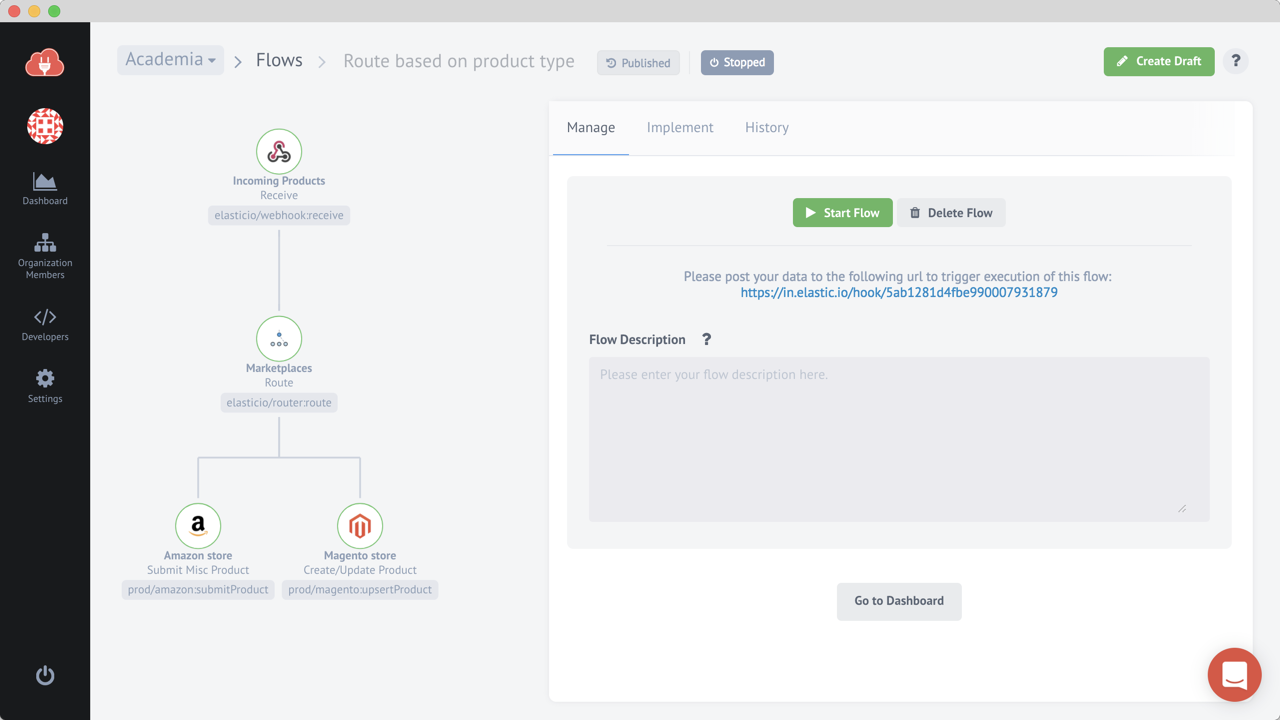 Academia
Flows
Route based on product type
Published
Stopped
Create Draft
?
Dashboard
Organization
Members
Developers
Settings
Incoming Products
Receive
elasticio/webhook:receive
Marketplaces
Route
elasticio/router:route
Amazon store
Submit Misc Product
prod/amazon:submitProduct
Magento store
Create/Update Product
prod/magento:upsertProduct
Manage
Implement
History
Start Flow
Delete Flow
Please post your data to the following url to trigger execution of this flow:
https://in.elastic.io/hook/5ab1281d4fbe990007931879
Flow Description ?
Please enter your flow description here.
Go to Dashboard